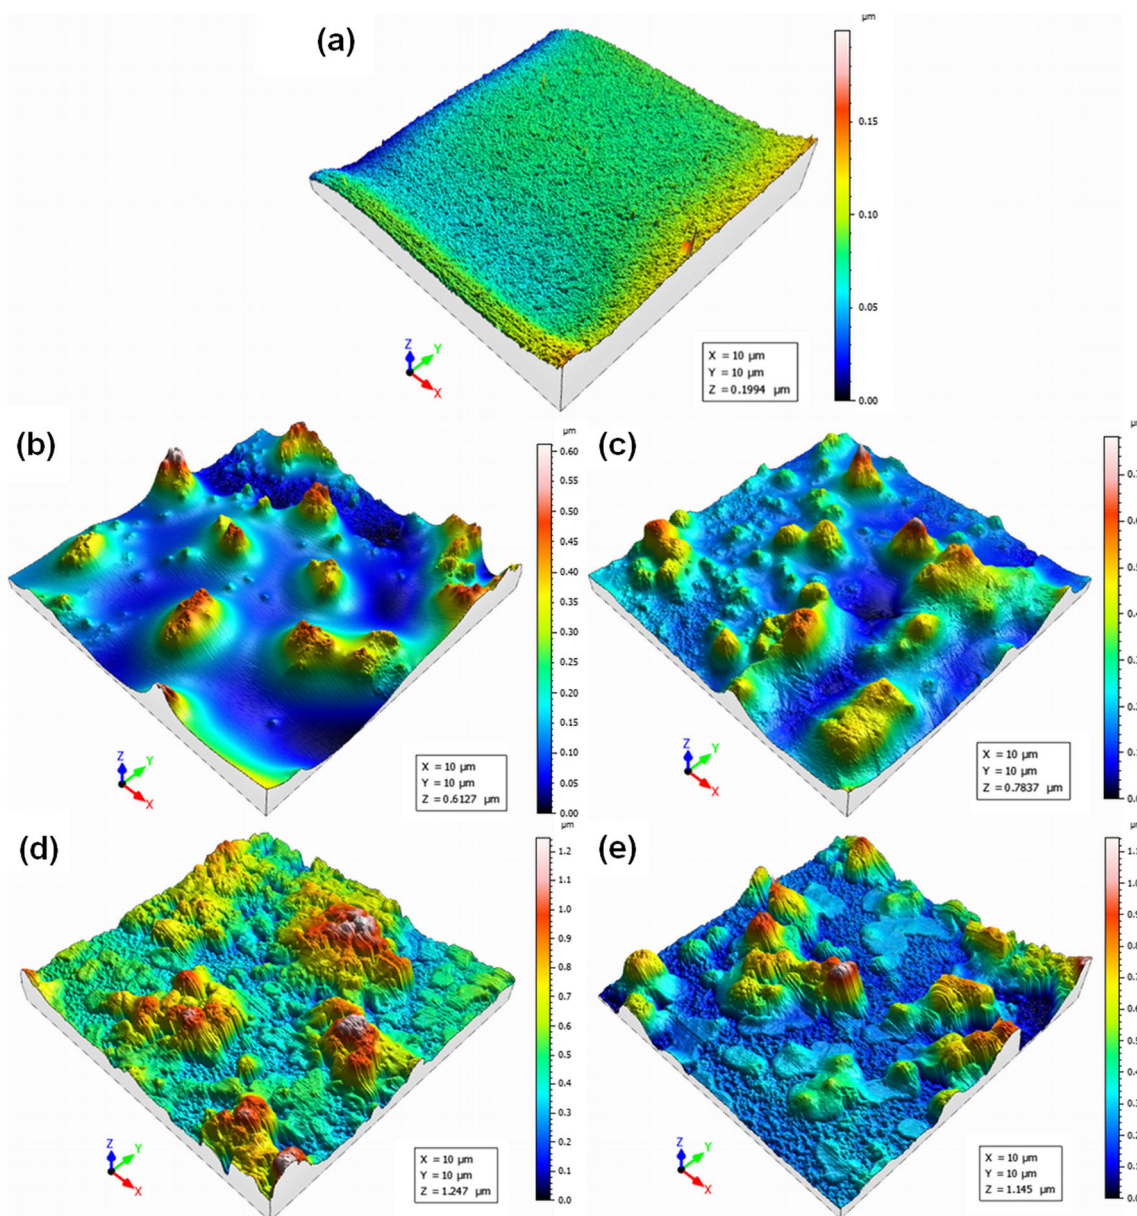 (a)
µm
0.15
0.10
0.05
0.00
Z
Y
X
X = 10 µm
Y = 10 µm
Z = 0.1994 µm
(b)
µm
0.60
0.55
0.50
0.45
0.40
0.35
0.30
0.25
0.20
0.15
0.10
0.05
0.00
Z
Y
X
X = 10 µm
Y = 10 µm
Z = 0.6127 µm
(c)
µm
Z
Y
X
X = 10 µm
Y = 10 µm
Z = 0.7837 µm
(d)
µm
1.2
1.1
1.0
0.9
0.8
0.7
0.6
0.5
0.4
0.3
0.2
0.1
0.0
Z
Y
X
X = 10 µm
Y = 10 µm
Z = 1.247 µm
(e)
µm
Z
Y
X
X = 10 µm
Y = 10 µm
Z = 1.145 µm